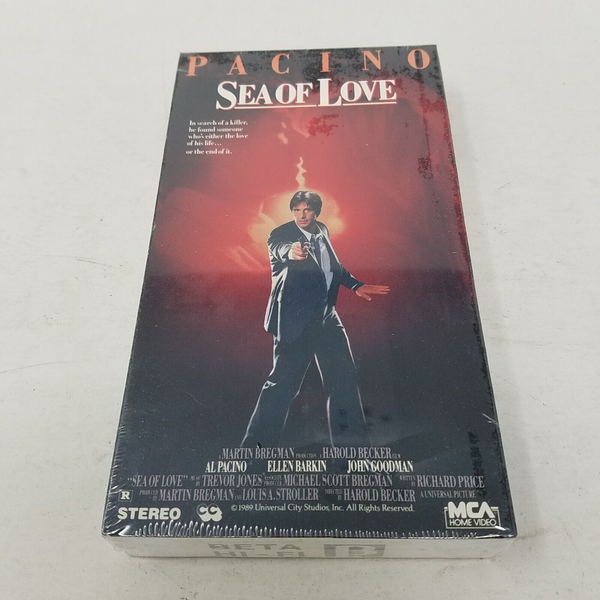 PACINO
SEA OF LOVE
In search of a killer,
he found someone
who's either the love
of his life...
or the end of it.
A MARTIN BREGMAN PRODUCTION A HAROLD BECKER FILM
AL PACINO ELLEN BARKIN JOHN GOODMAN
"SEA OF LOVE" MUSIC BY TREVOR JONES ASSOCIATE PRODUCER MICHAEL SCOTT BREGMAN WRITTEN BY RICHARD PRICE
R PRODUCED BY MARTIN BREGMAN AND LOUIS A. STROLLER DIRECTED BY HAROLD BECKER A UNIVERSAL PICTURE
STEREO CC ©1989 Universal City Studios, Inc. All Rights Reserved. MCA
HOME VIDEO
BETA
HI-FI